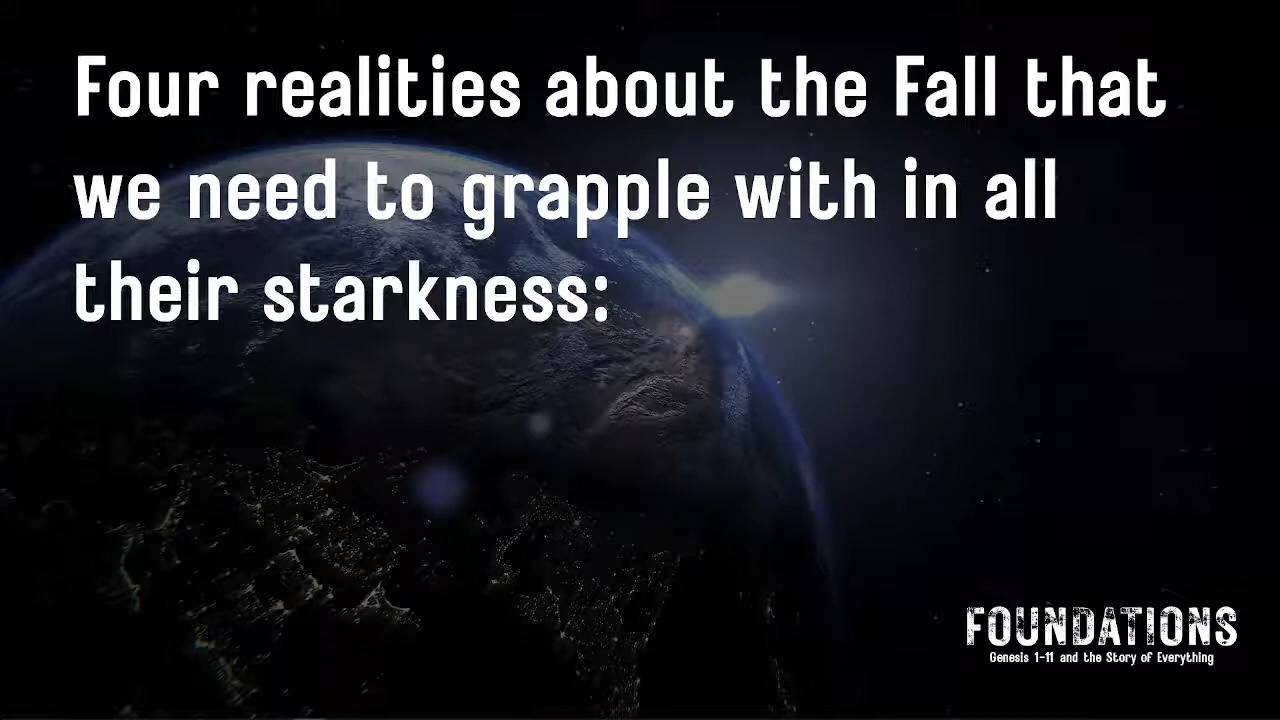 Four realities about the Fall that
we need to grapple with in all
their starkness:
FOUNDATIONS
Genesis 1-11 and the Story of Everything